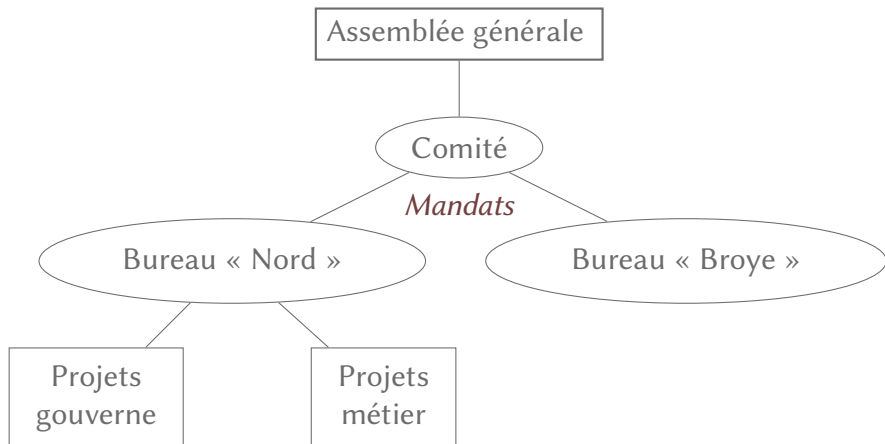 Assemblée générale
Comité
Mandats
Bureau « Nord »
Bureau « Broye »
Projets
gouverne
Projets
métier